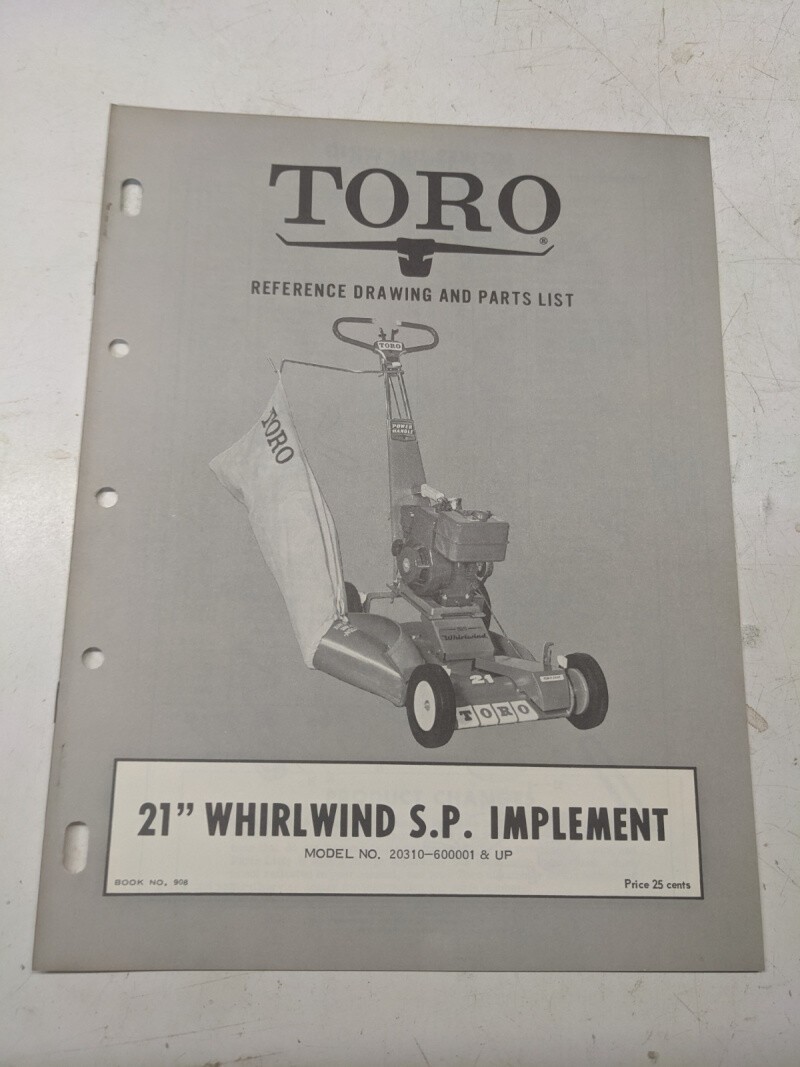 TORO
®
REFERENCE DRAWING AND PARTS LIST
TORO
TORO
POWER
HANDLE
Whirlwind
21
TORO
21" WHIRLWIND S.P. IMPLEMENT
MODEL NO. 20310-600001 & UP
BOOK NO. 908
Price 25 cents